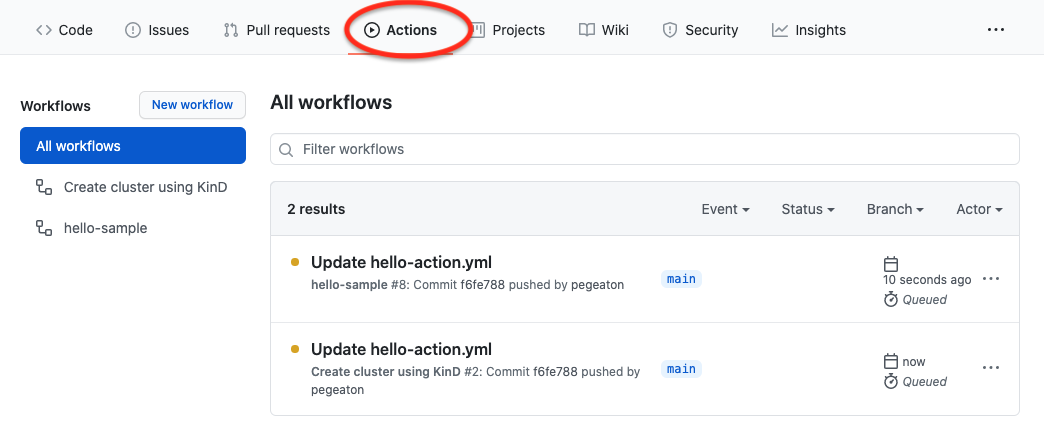 Code Issues Pull requests Actions Projects Wiki Security Insights
Workflows
New workflow
All workflows
Create cluster using KinD
hello-sample
All workflows
Filter workflows
2 results Event Status Branch Actor
Update hello-action.yml
hello-sample #8: Commit f6fe788 pushed by pegeaton
main
10 seconds ago
Queued
Update hello-action.yml
Create cluster using KinD #2: Commit f6fe788 pushed by
pegeaton
main
now
Queued